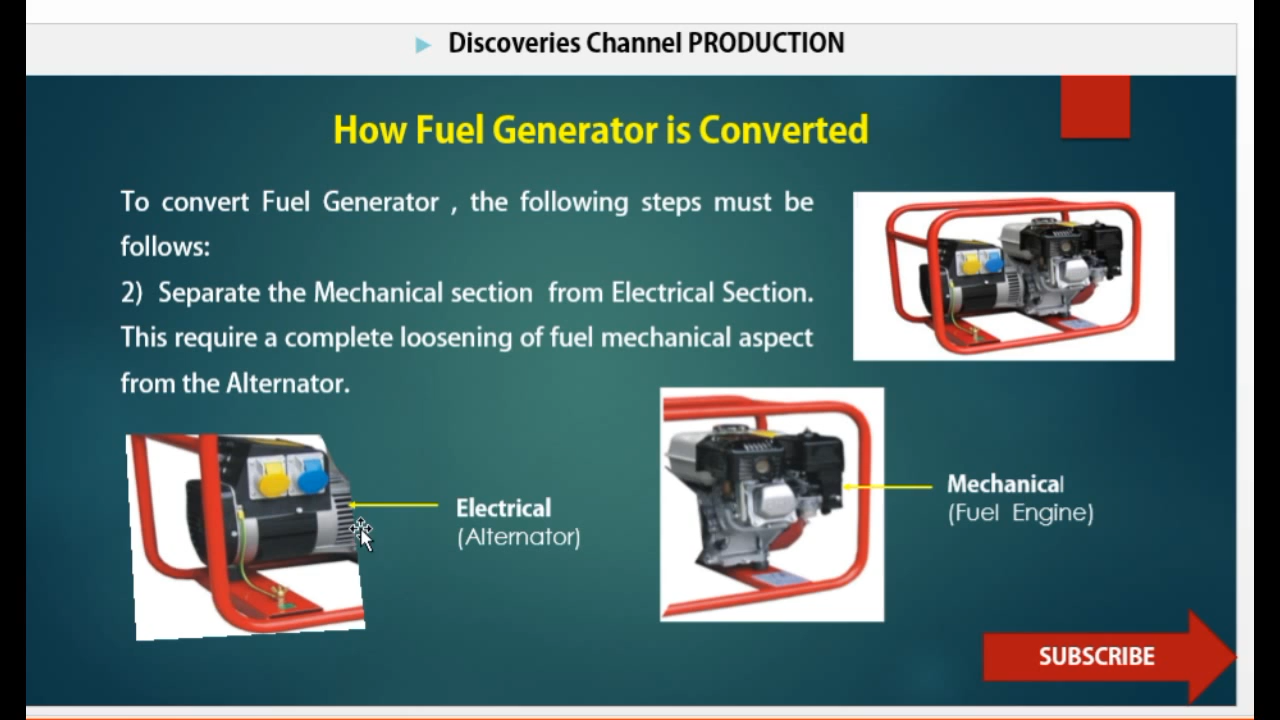 Discoveries Channel PRODUCTION
How Fuel Generator is Converted
To convert Fuel Generator , the following steps must be
follows:
2) Separate the Mechanical section from Electrical Section.
This require a complete loosening of fuel mechanical aspect
from the Alternator.
Electrical
(Alternator)
Mechanical
(Fuel Engine)
SUBSCRIBE